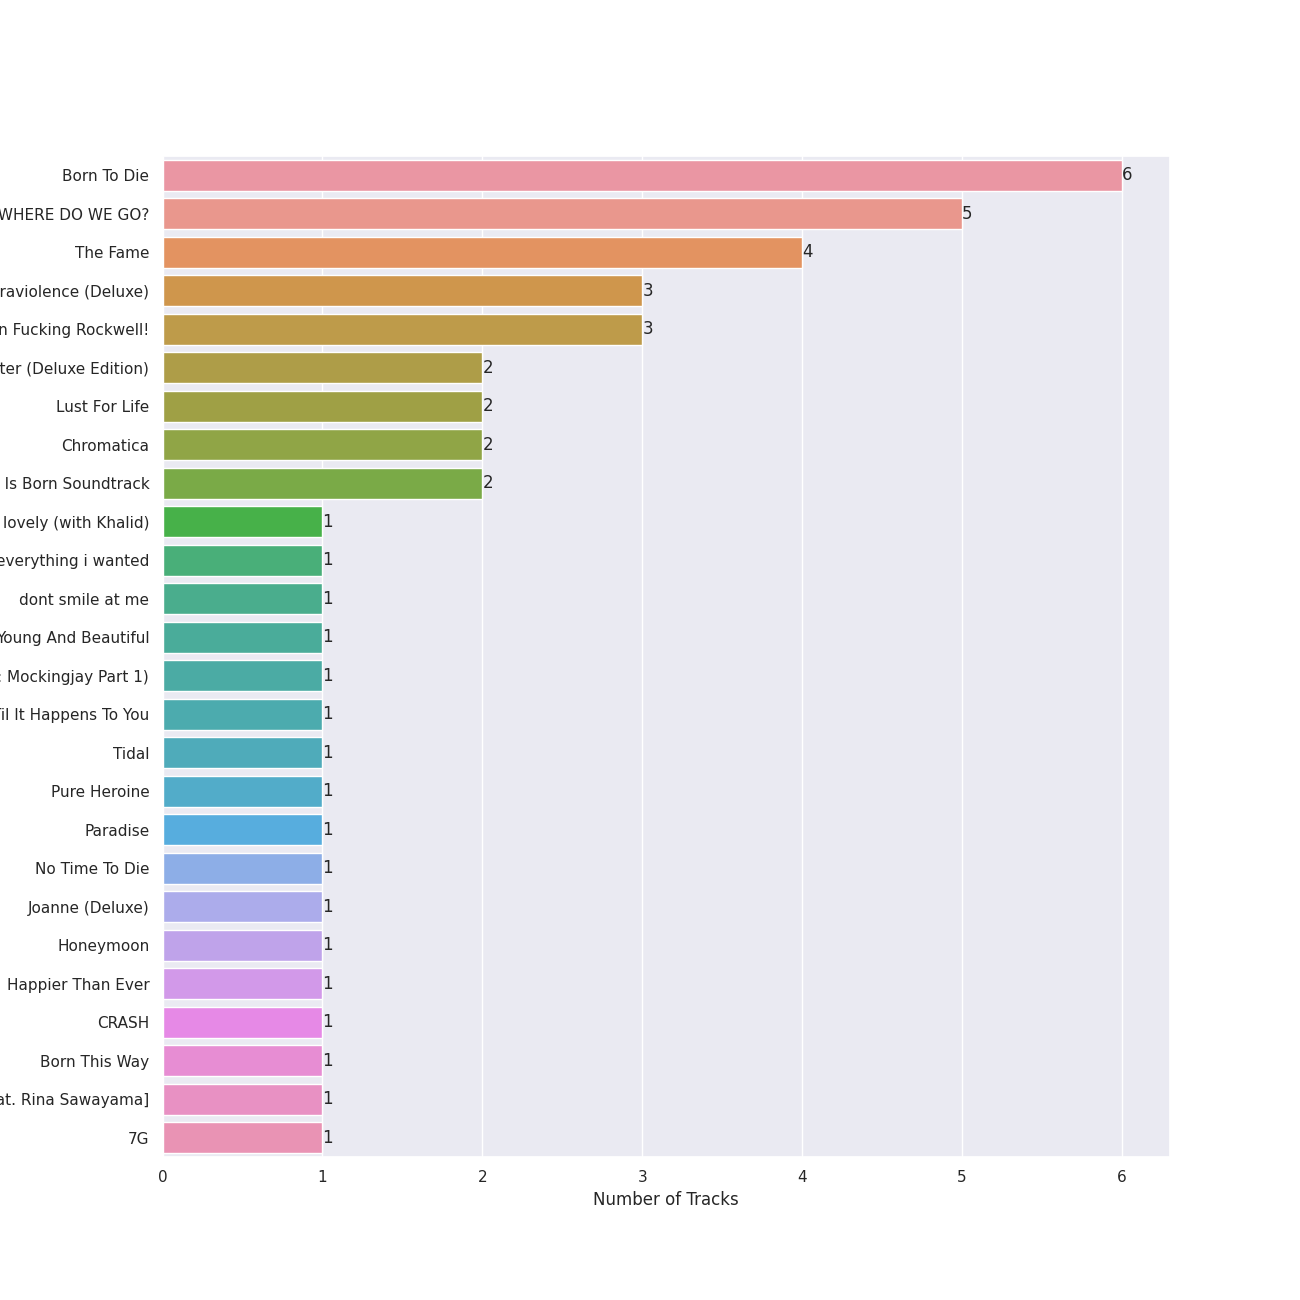 Born To Die
6
WHERE DO WE GO?
5
The Fame
4
raviolence (Deluxe)
3
n Fucking Rockwell!
3
ter (Deluxe Edition)
2
Lust For Life
2
Chromatica
2
Is Born Soundtrack
2
lovely (with Khalid)
1
everything i wanted
1
dont smile at me
1
Young And Beautiful
1
: Mockingjay Part 1)
1
il It Happens To You
1
Tidal
1
Pure Heroine
1
Paradise
1
No Time To Die
1
Joanne (Deluxe)
1
Honeymoon
1
Happier Than Ever
1
CRASH
1
Born This Way
1
at. Rina Sawayama]
1
7G
1
0 1 2 3 4 5 6
Number of Tracks